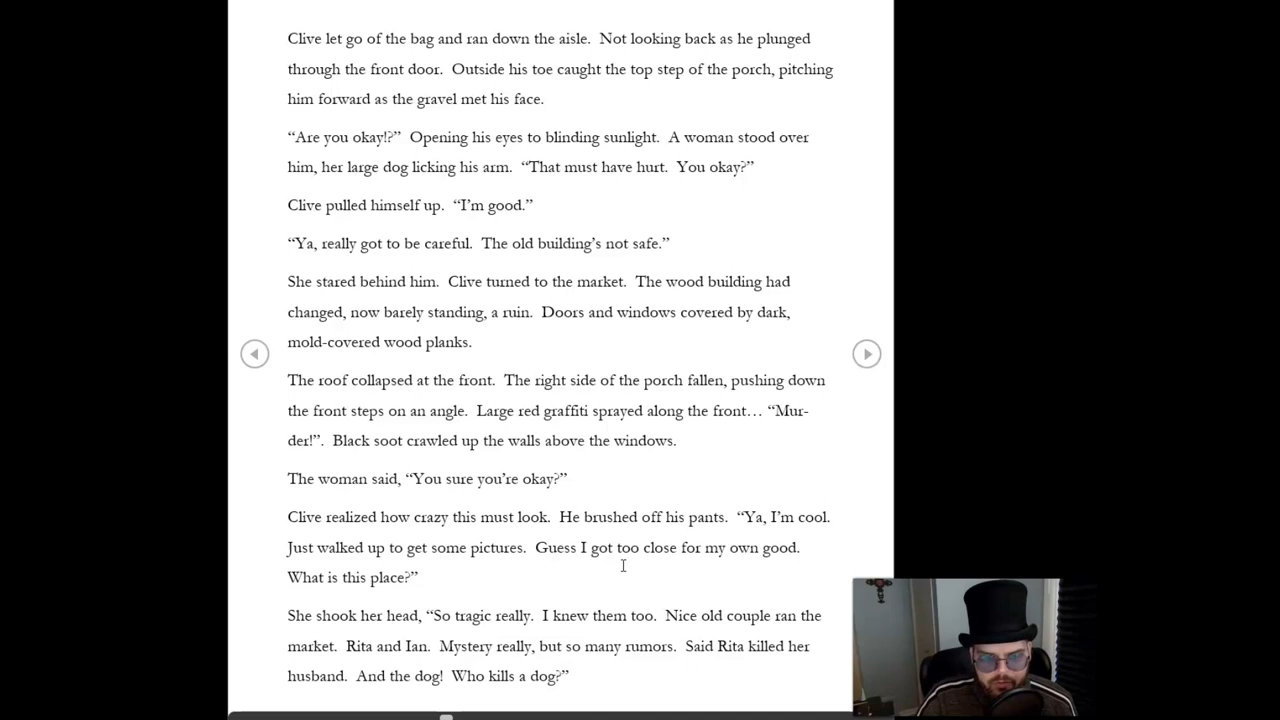 Clive let go of the bag and ran down the aisle.  Not looking back as he plunged
through the front door.  Outside his toe caught the top step of the porch, pitching
him forward as the gravel met his face.
“Are you okay!?”  Opening his eyes to blinding sunlight.  A woman stood over
him, her large dog licking his arm.  “That must have hurt.  You okay?”
Clive pulled himself up.  “I’m good.”
“Ya, really got to be careful.  The old building’s not safe.”
She stared behind him.  Clive turned to the market.  The wood building had
changed, now barely standing, a ruin.  Doors and windows covered by dark,
mold-covered wood planks.
The roof collapsed at the front.  The right side of the porch fallen, pushing down
the front steps on an angle.  Large red graffiti sprayed along the front… “Mur-
der!”.  Black soot crawled up the walls above the windows.
The woman said, “You sure you’re okay?”
Clive realized how crazy this must look.  He brushed off his pants.  “Ya, I’m cool.
Just walked up to get some pictures.  Guess I got too close for my own good.
What is this place?”
She shook her head, “So tragic really.  I knew them too.  Nice old couple ran the
market.  Rita and Ian.  Mystery really, but so many rumors.  Said Rita killed her
husband.  And the dog!  Who kills a dog?”